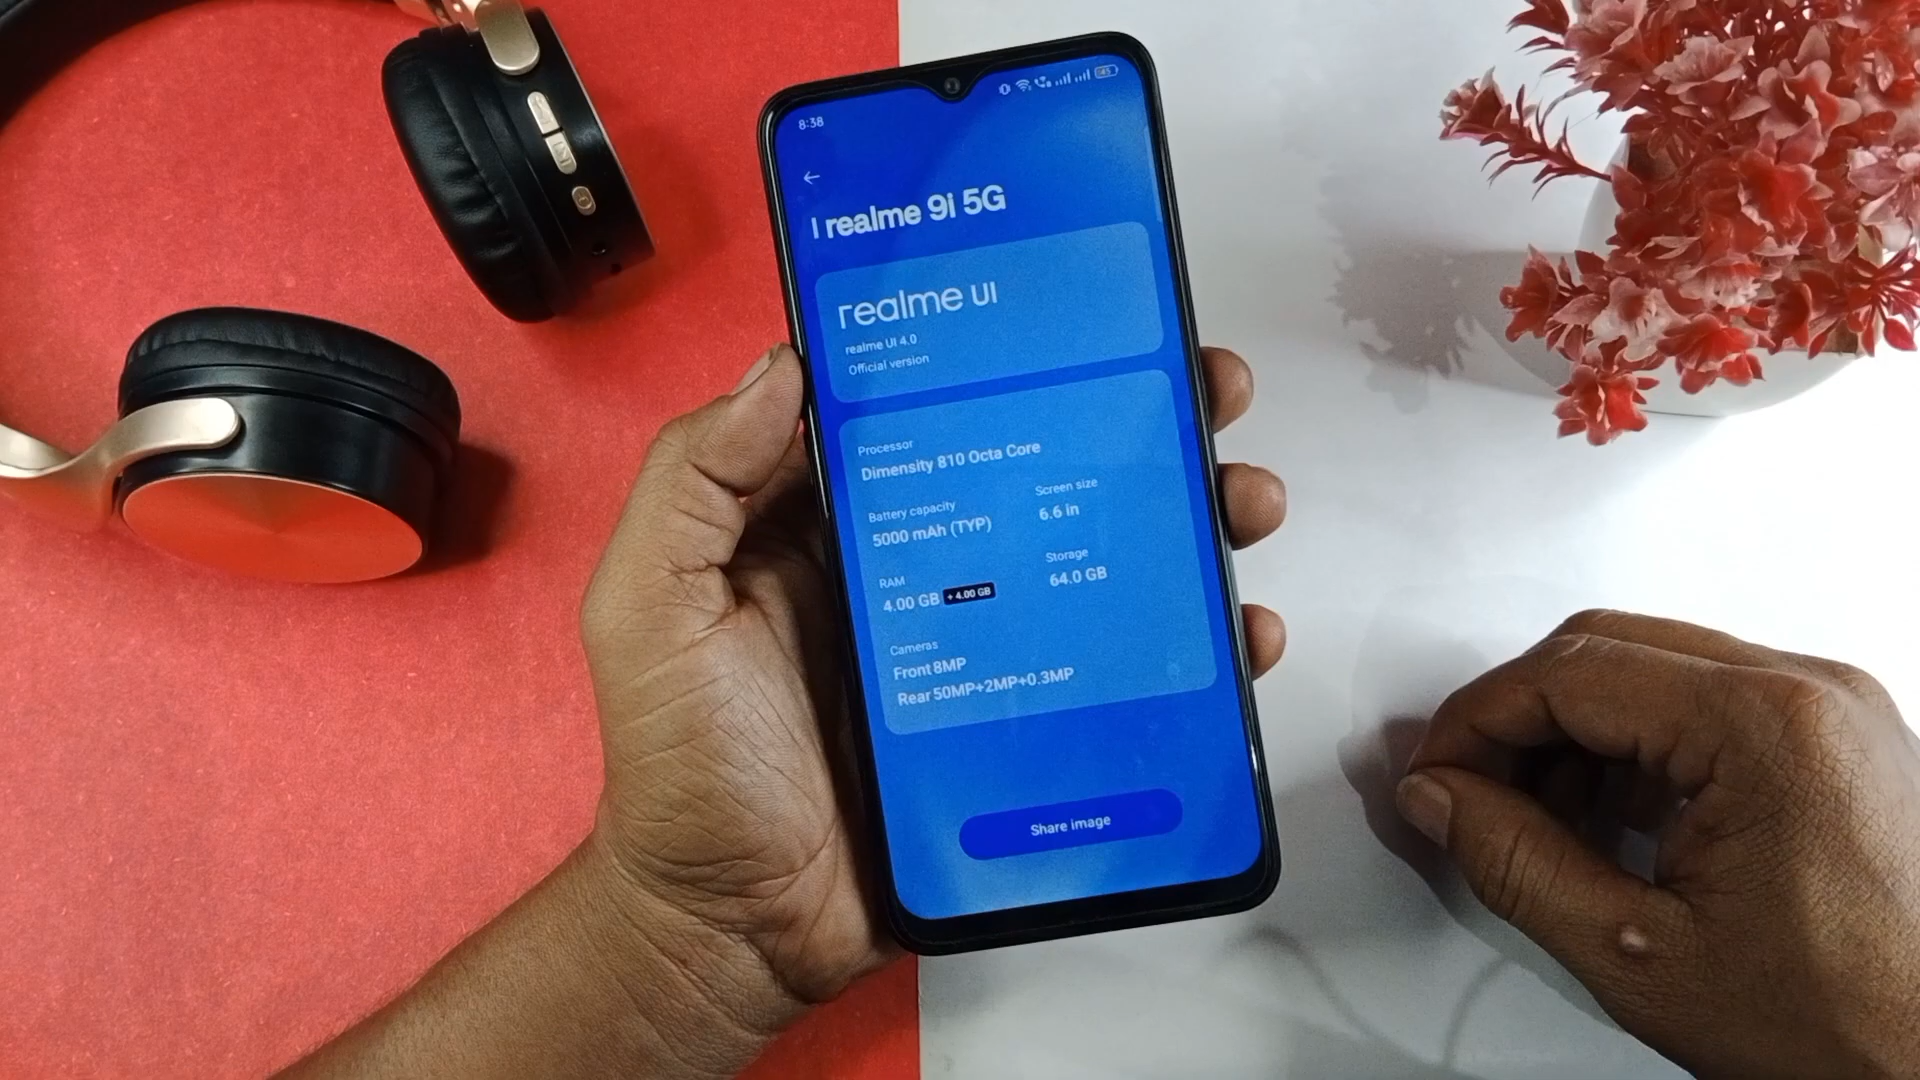 8:38
realme 9i 5G
realme UI
realme UI 4.0
Official version
Processor
Dimensity 810 Octa Core
Battery capacity
5000 mAh (TYP)
Screen size
6.6 in
RAM
4.00 GB + 4.00 GB
Storage
64.0 GB
Cameras
Front 8MP
Rear 50MP+2MP+0.3MP
Share image